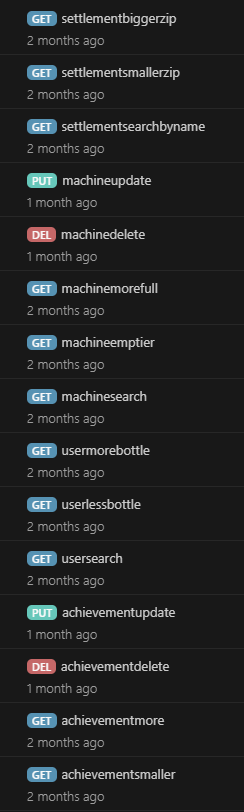 GET settlementbiggerzip
2 months ago
GET settlementsmallerzip
2 months ago
GET settlementsearchbyname
2 months ago
PUT machineupdate
1 month ago
DEL machinedelete
1 month ago
GET machinemorefull
2 months ago
GET machineemptier
2 months ago
GET machinesearch
2 months ago
GET usermorebottle
2 months ago
GET userlessbottle
2 months ago
GET usersearch
2 months ago
PUT achievementupdate
1 month ago
DEL achievementdelete
1 month ago
GET achievementmore
2 months ago
GET achievementsmaller
2 months ago